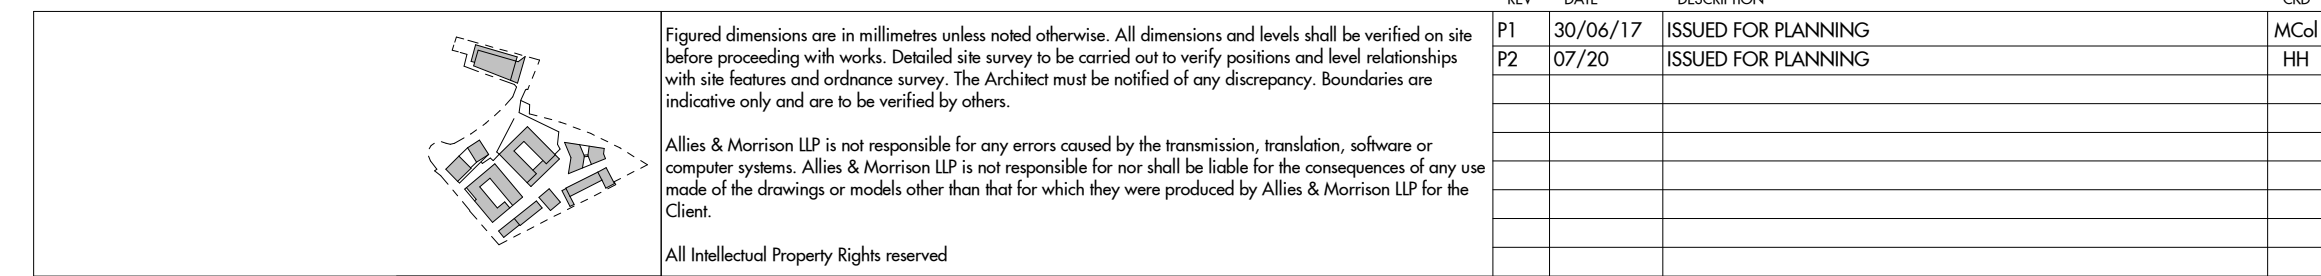 Figured dimensions are in millimetres unless noted otherwise. All dimensions and levels shall be verified on site
before proceeding with works. Detailed site survey to be carried out to verify positions and level relationships
with site features and ordnance survey. The Architect must be notified of any discrepancy. Boundaries are
indicative only and are to be verified by others.
Allies & Morrison LLP is not responsible for any errors caused by the transmission, translation, software or
computer systems. Allies & Morrison LLP is not responsible for nor shall be liable for the consequences of any use
made of the drawings or models other than that for which they were produced by Allies & Morrison LLP for the
Client.
All Intellectual Property Rights reserved
REV DATE DESCRIPTION CKD
P1 30/06/17 ISSUED FOR PLANNING MCol
P2 07/20 ISSUED FOR PLANNING HH